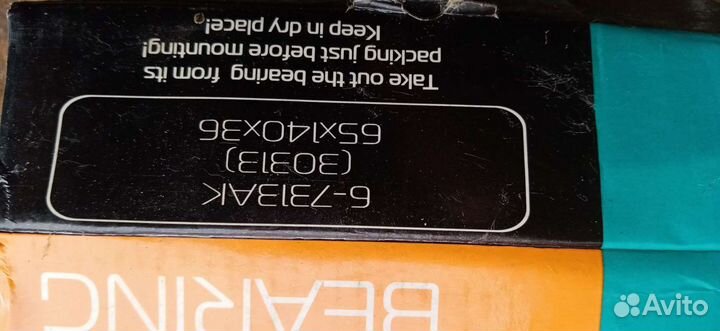 BEARING
6-7313AK
(30313)
65x140x36
Take out the bearing from its
packing just before mounting!
Keep in dry place!
Avito